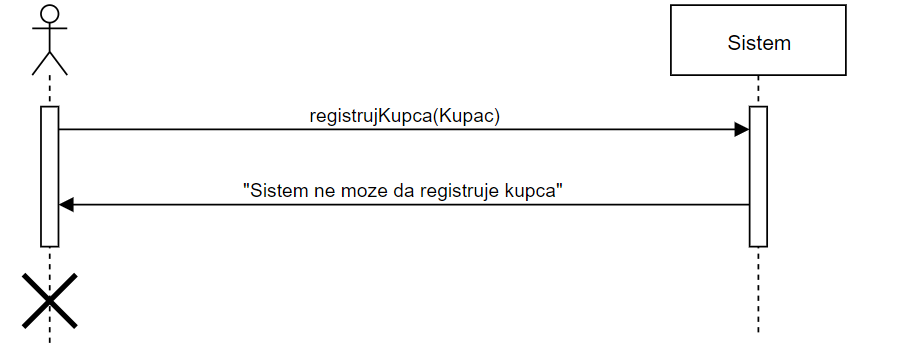 Sistem
registrujKupca(Kupac)
"Sistem ne moze da registruje kupca"